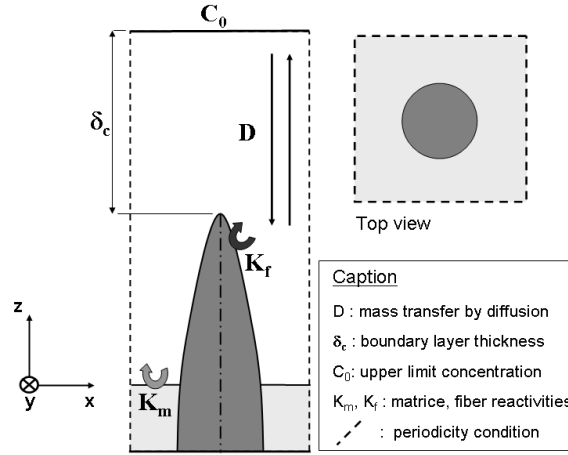 C₀
δc
D
Kf
Km
z
y
x
Top view
Caption
D : mass transfer by diffusion
δc : boundary layer thickness
C₀: upper limit concentration
Km, Kf : matrice, fiber reactivities
: periodicity condition